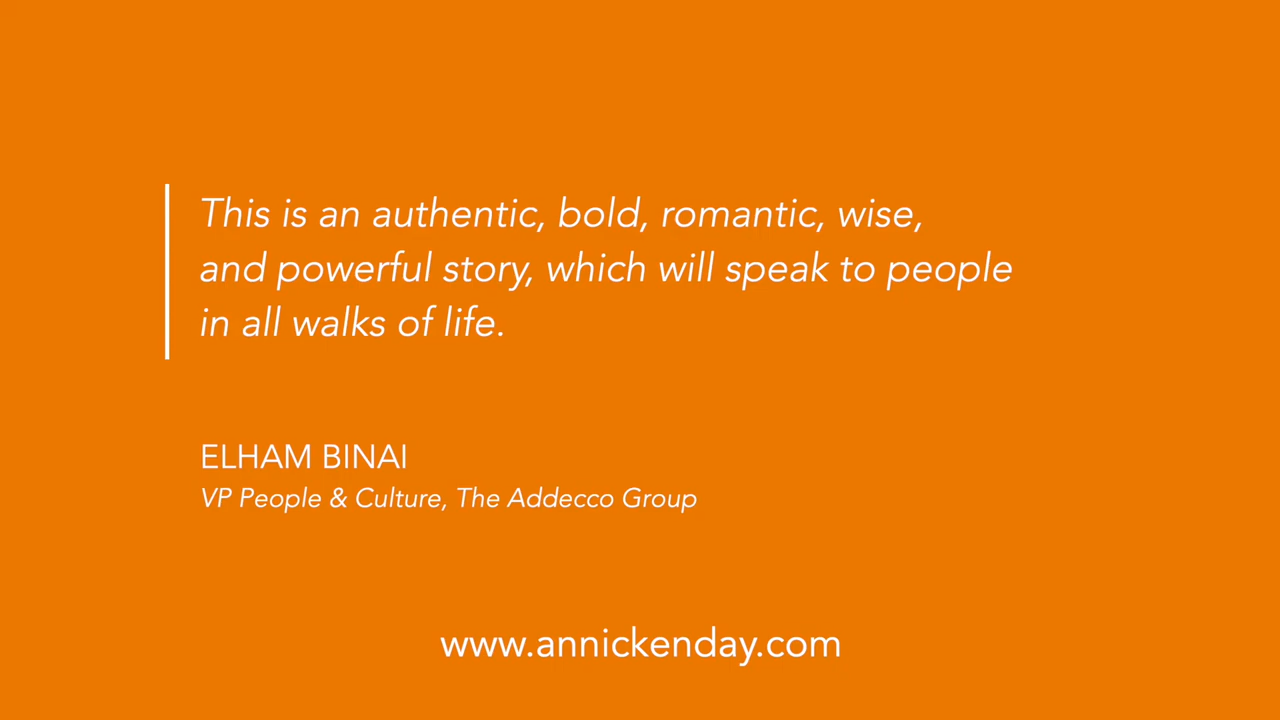 This is an authentic, bold, romantic, wise,
and powerful story, which will speak to people
in all walks of life.
ELHAM BINAI
VP People & Culture, The Addecco Group
www.annickenday.com